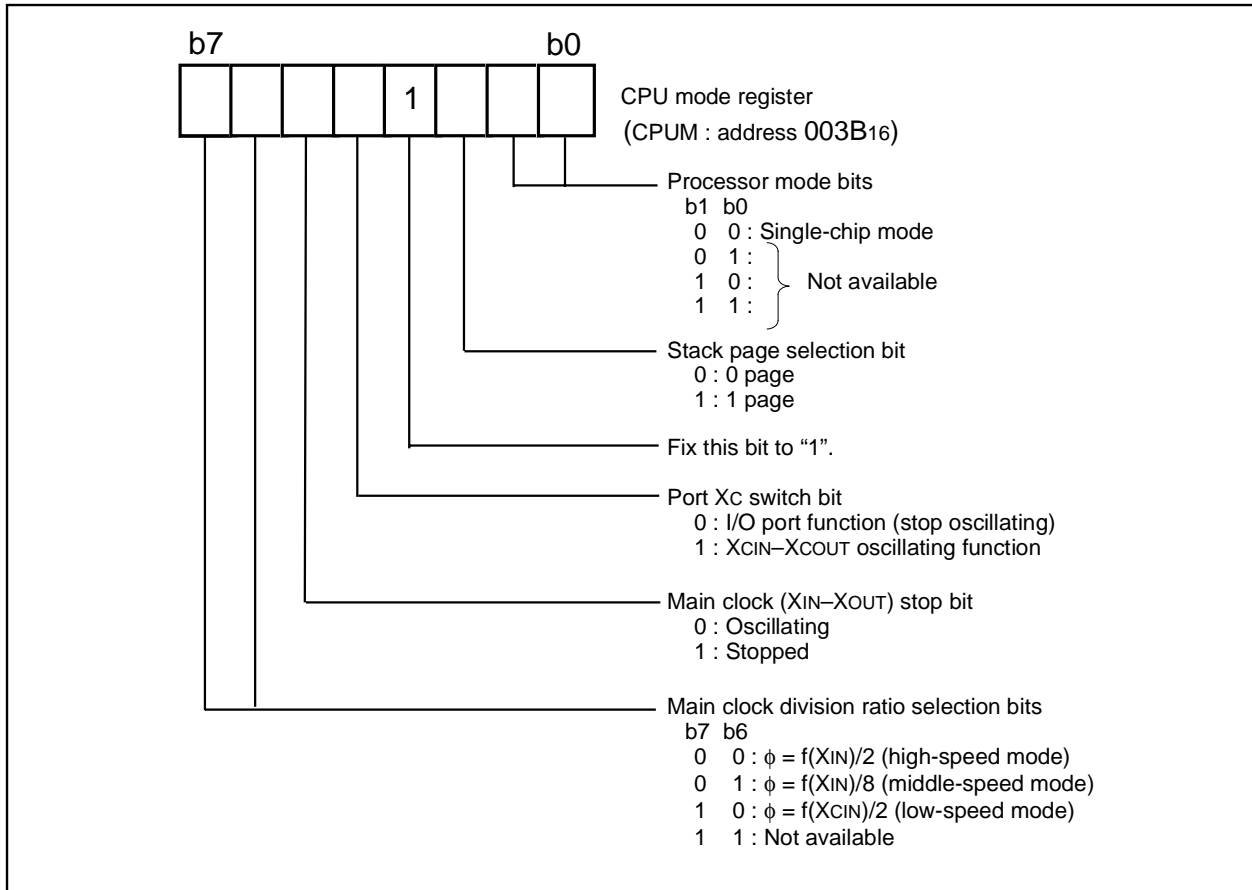 b7 b0
1
CPU mode register
(CPUM : address 003B16)
Processor mode bits
b1 b0
0 0 : Single-chip mode
0 1 :
1 0 : Not available
1 1 :
Stack page selection bit
0 : 0 page
1 : 1 page
Fix this bit to “1”.
Port XC switch bit
0 : I/O port function (stop oscillating)
1 : XCIN–XCOUT oscillating function
Main clock (XIN–XOUT) stop bit
0 : Oscillating
1 : Stopped
Main clock division ratio selection bits
b7 b6
0 0 : φ = f(XIN)/2 (high-speed mode)
0 1 : φ = f(XIN)/8 (middle-speed mode)
1 0 : φ = f(XCIN)/2 (low-speed mode)
1 1 : Not available